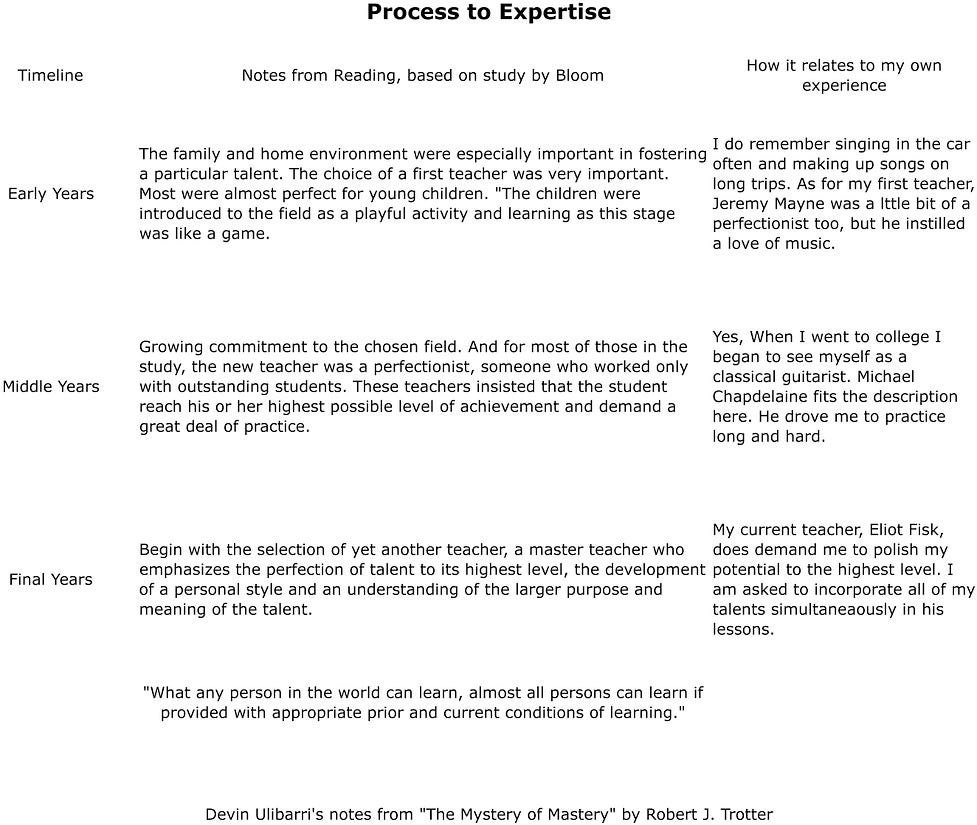 Process to Expertise
Timeline
Notes from Reading, based on study by Bloom
How it relates to my own
experience
Early Years
The family and home environment were especially important in fostering
a particular talent. The choice of a first teacher was very important.
Most were almost perfect for young children. "The children were
introduced to the field as a playful activity and learning as this stage
was like a game.
I do remember singing in the car
often and making up songs on
long trips. As for my first teacher,
Jeremy Mayne was a lttle bit of a
perfectionist too, but he instilled
a love of music.
Middle Years
Growing commitment to the chosen field. And for most of those in the
study, the new teacher was a perfectionist, someone who worked only
with outstanding students. These teachers insisted that the student
reach his or her highest possible level of achievement and demand a
great deal of practice.
Yes, When I went to college I
began to see myself as a
classical guitarist. Michael
Chapdelaine fits the description
here. He drove me to practice
long and hard.
Final Years
Begin with the selection of yet another teacher, a master teacher who
emphasizes the perfection of talent to its highest level, the development
of a personal style and an understanding of the larger purpose and
meaning of the talent.
My current teacher, Eliot Fisk,
does demand me to polish my
potential to the highest level. I
am asked to incorporate all of my
talents simultaneaously in his
lessons.
"What any person in the world can learn, almost all persons can learn if
provided with appropriate prior and current conditions of learning."
Devin Ulibarri's notes from "The Mystery of Mastery" by Robert J. Trotter